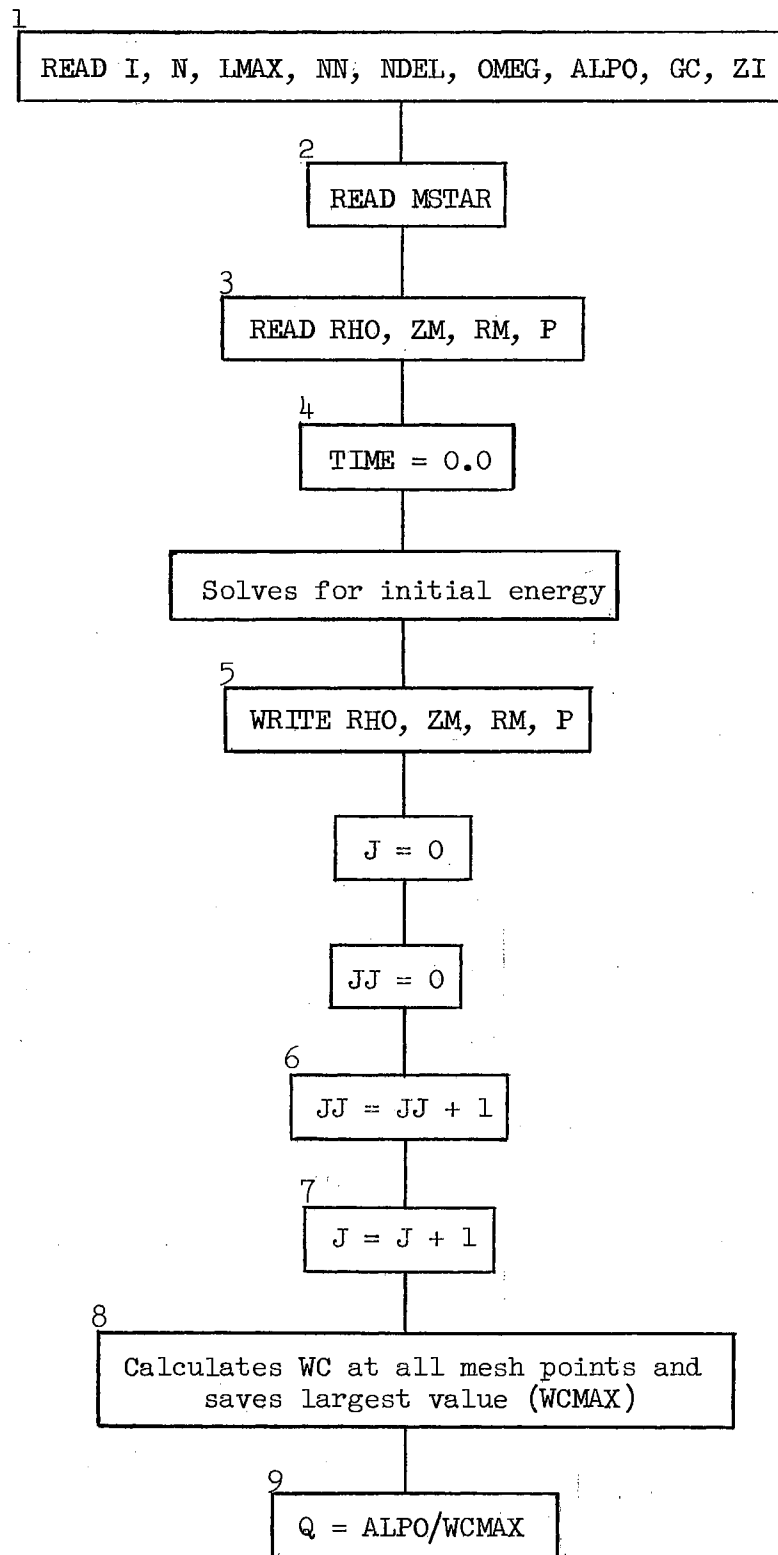 1
READ I, N, LMAX, NN, NDEL, OMEG, ALPO, GC, ZI
2
READ MSTAR
3
READ RHO, ZM, RM, P
4
TIME = 0.0
Solves for initial energy
5
WRITE RHO, ZM, RM, P
J = 0
JJ = 0
6
JJ = JJ + 1
7
J = J + 1
8
Calculates WC at all mesh points and
saves largest value (WCMAX)
9
Q = ALPO/WCMAX